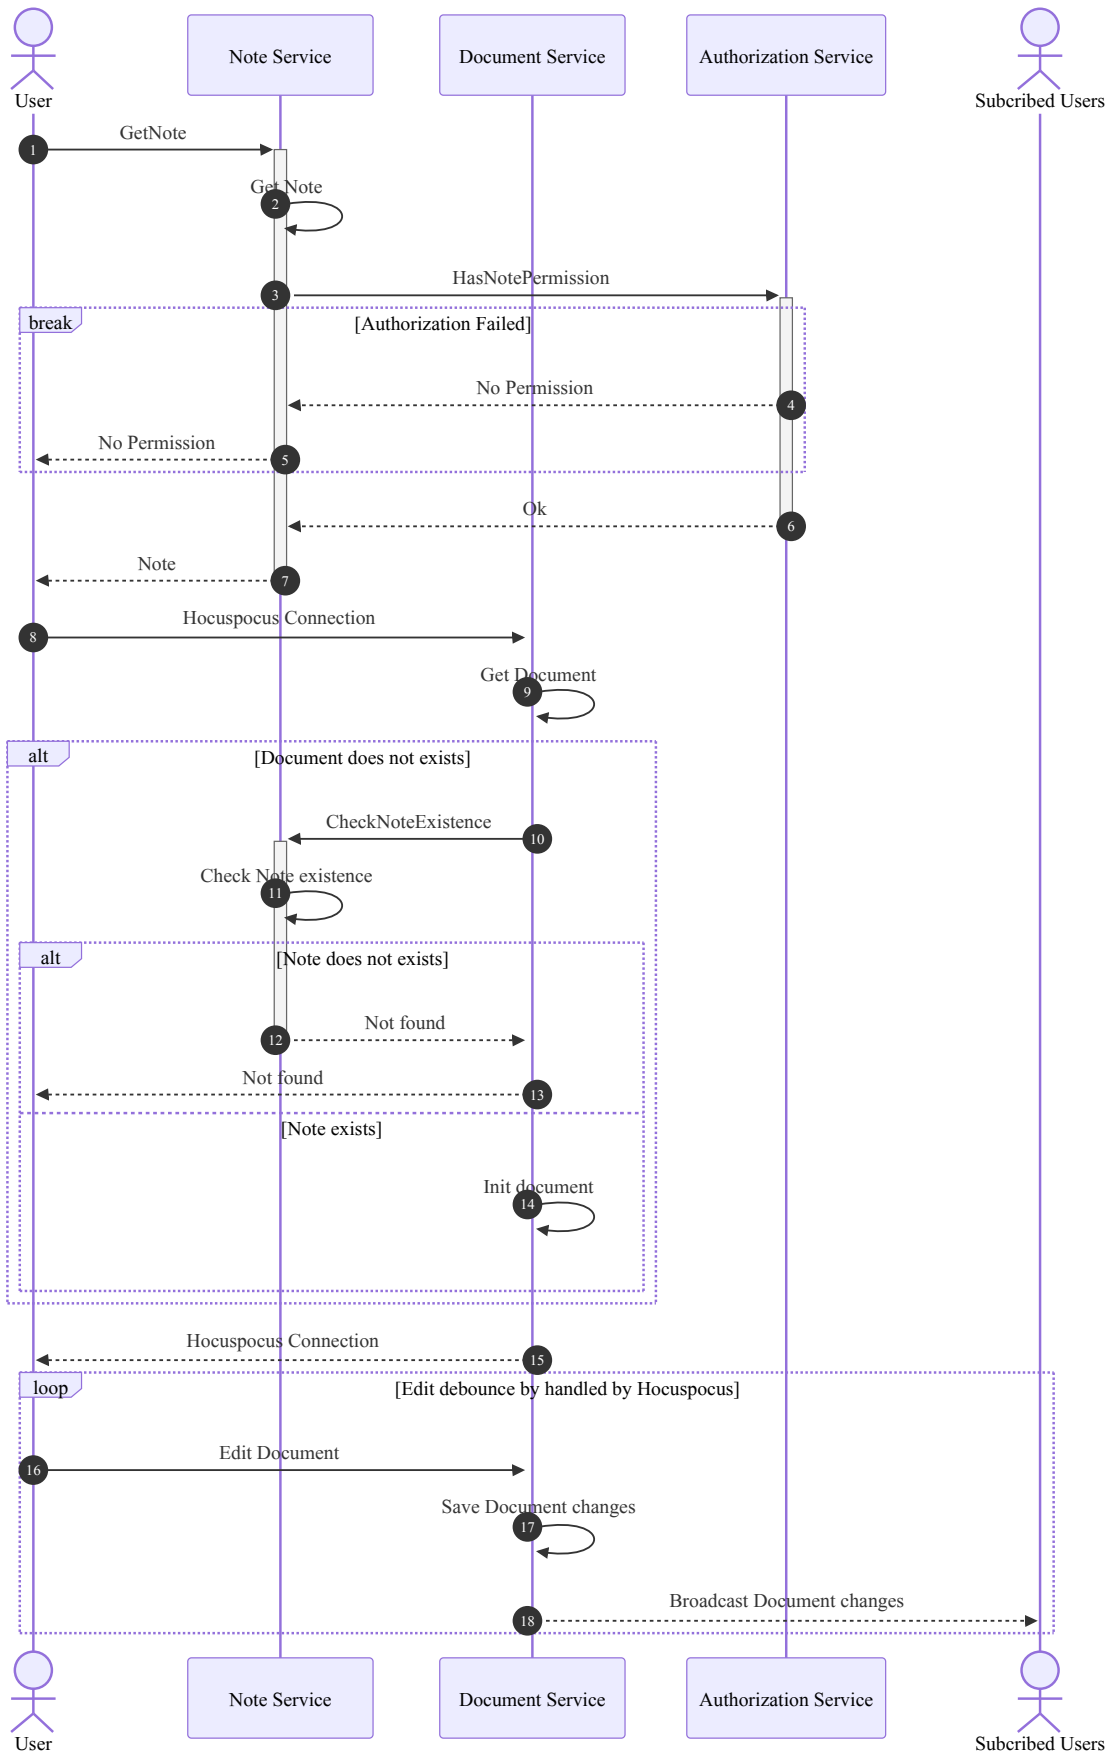 Note Service
Document Service
Authorization Service
User
Subcribed Users
GetNote
1
Get Note
2
HasNotePermission
3
break
[Authorization Failed]
No Permission
4
No Permission
5
Ok
6
Note
7
Hocuspocus Connection
8
Get Document
9
alt
[Document does not exists]
CheckNoteExistence
10
Check Note existence
11
alt
[Note does not exists]
Not found
12
Not found
13
[Note exists]
Init document
14
Hocuspocus Connection
15
loop
[Edit debounce by handled by Hocuspocus]
Edit Document
16
Save Document changes
17
Broadcast Document changes
18
Note Service
Document Service
Authorization Service
User
Subcribed Users